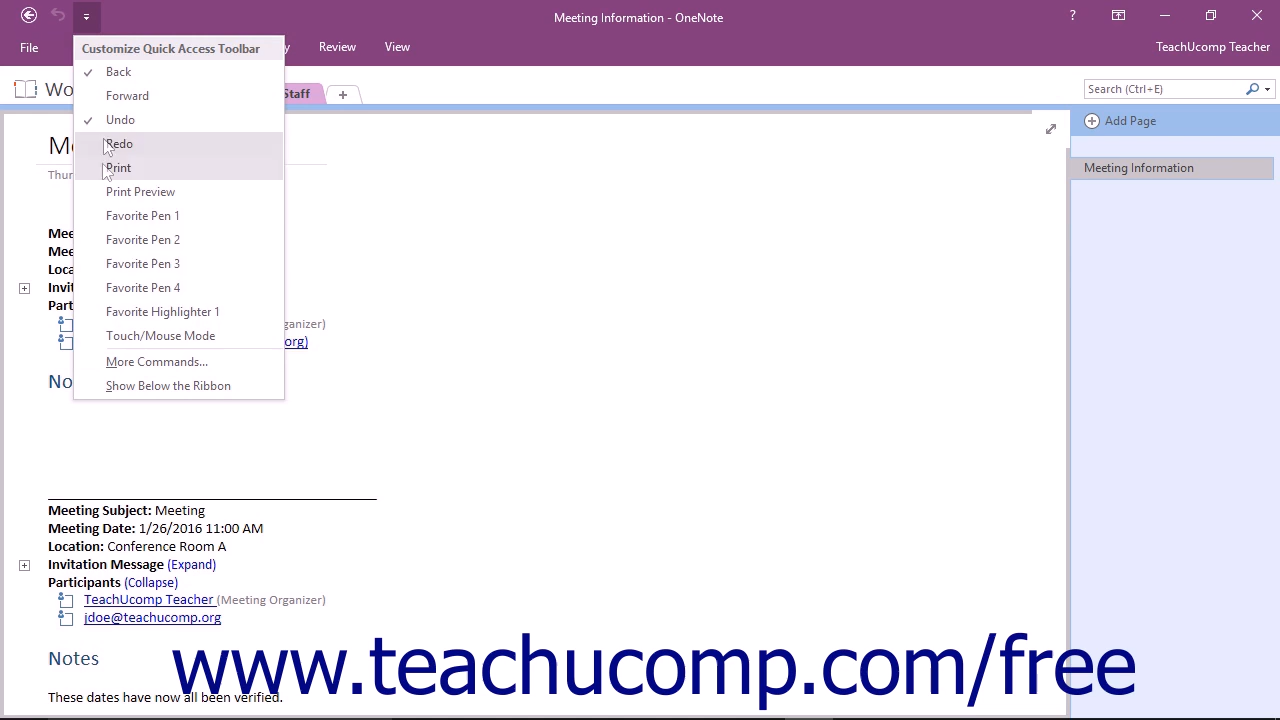 Meeting Information - OneNote
?
File
Review
View
TeachUcomp Teacher
Customize Quick Access Toolbar
Back
Forward
Undo
Redo
Print
Print Preview
Favorite Pen 1
Favorite Pen 2
Favorite Pen 3
Favorite Pen 4
Favorite Highlighter 1
Touch/Mouse Mode
More Commands...
Show Below the Ribbon
Staff
Search (Ctrl+E)
Add Page
Meeting Information
org)
Meeting Subject: Meeting
Meeting Date: 1/26/2016 11:00 AM
Location: Conference Room A
Invitation Message (Expand)
Participants (Collapse)
TeachUcomp Teacher (Meeting Organizer)
jdoe@teachucomp.org
Notes
These dates have now all been verified.
www.teachucomp.com/free